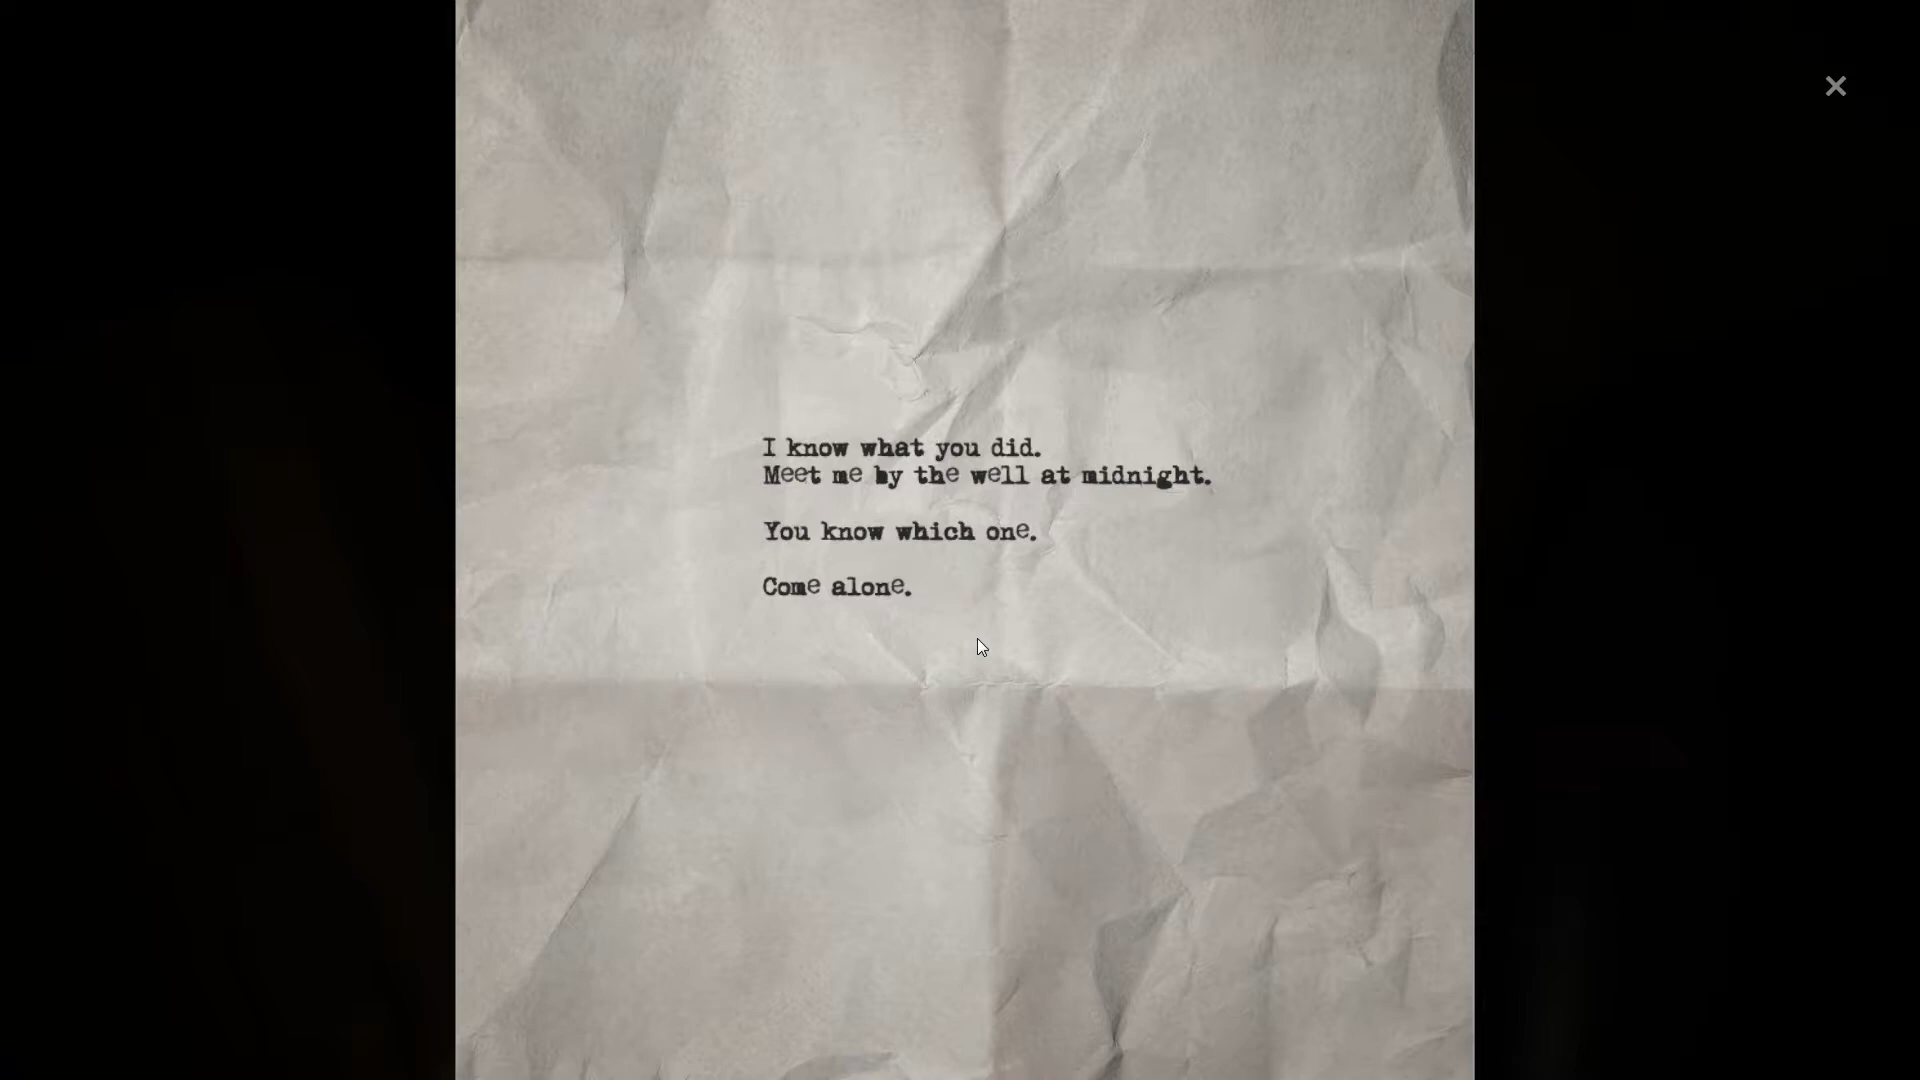 I know what you did.
Meet me by the well at midnight.
You know which one.
Come alone.